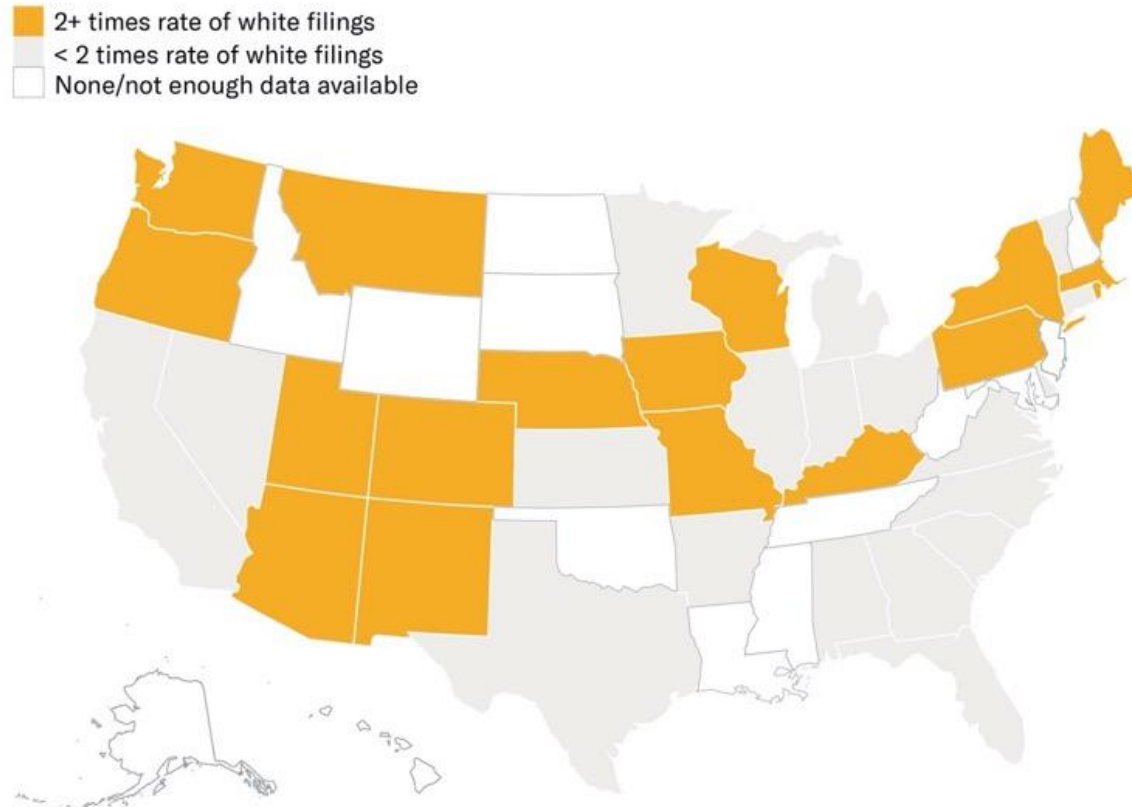 2+ times rate of white filings
< 2 times rate of white filings
None/not enough data available